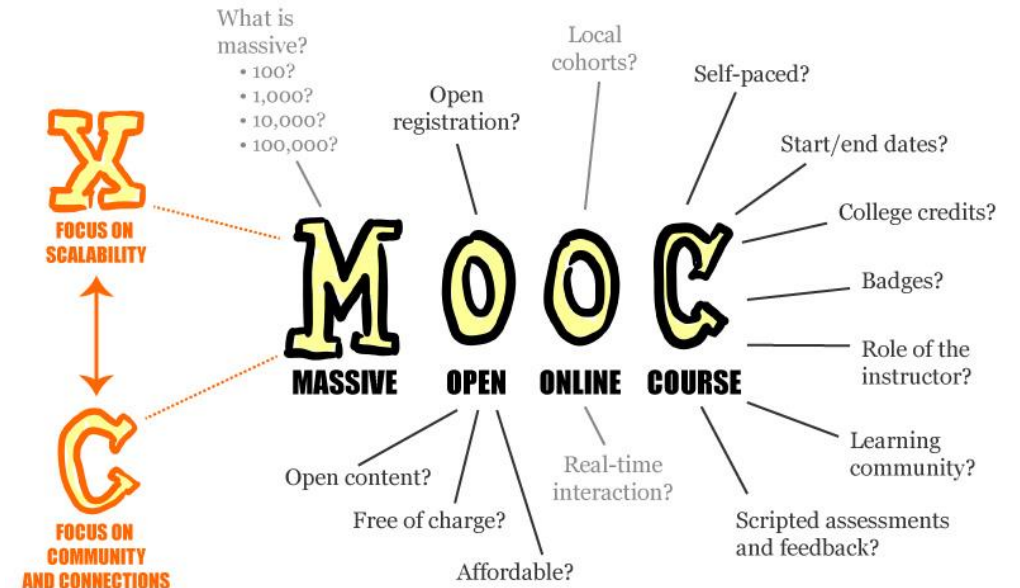 What is
massive?
• 100?
• 1,000?
• 10,000?
• 100,000?
Open
registration?
Local
cohorts?
Self-paced?
Start/end dates?
College credits?
Badges?
Role of the
instructor?
Learning
community?
Scripted assessments
and feedback?
X
FOCUS ON
SCALABILITY
C
FOCUS ON
COMMUNITY
AND CONNECTIONS
MOOC
MASSIVE OPEN ONLINE COURSE
Open content?
Free of charge?
Affordable?
Real-time
interaction?